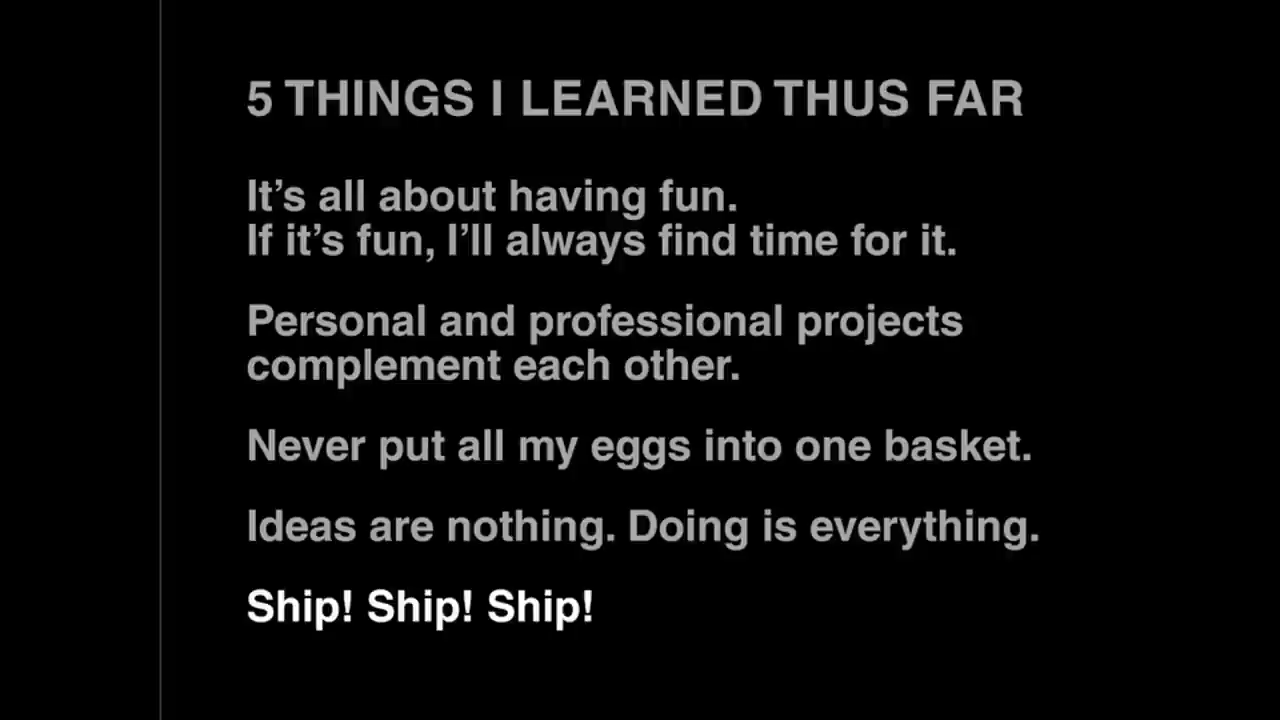 5 THINGS I LEARNED THUS FAR
It’s all about having fun.
If it’s fun, I’ll always find time for it.
Personal and professional projects
complement each other.
Never put all my eggs into one basket.
Ideas are nothing. Doing is everything.
Ship! Ship! Ship!